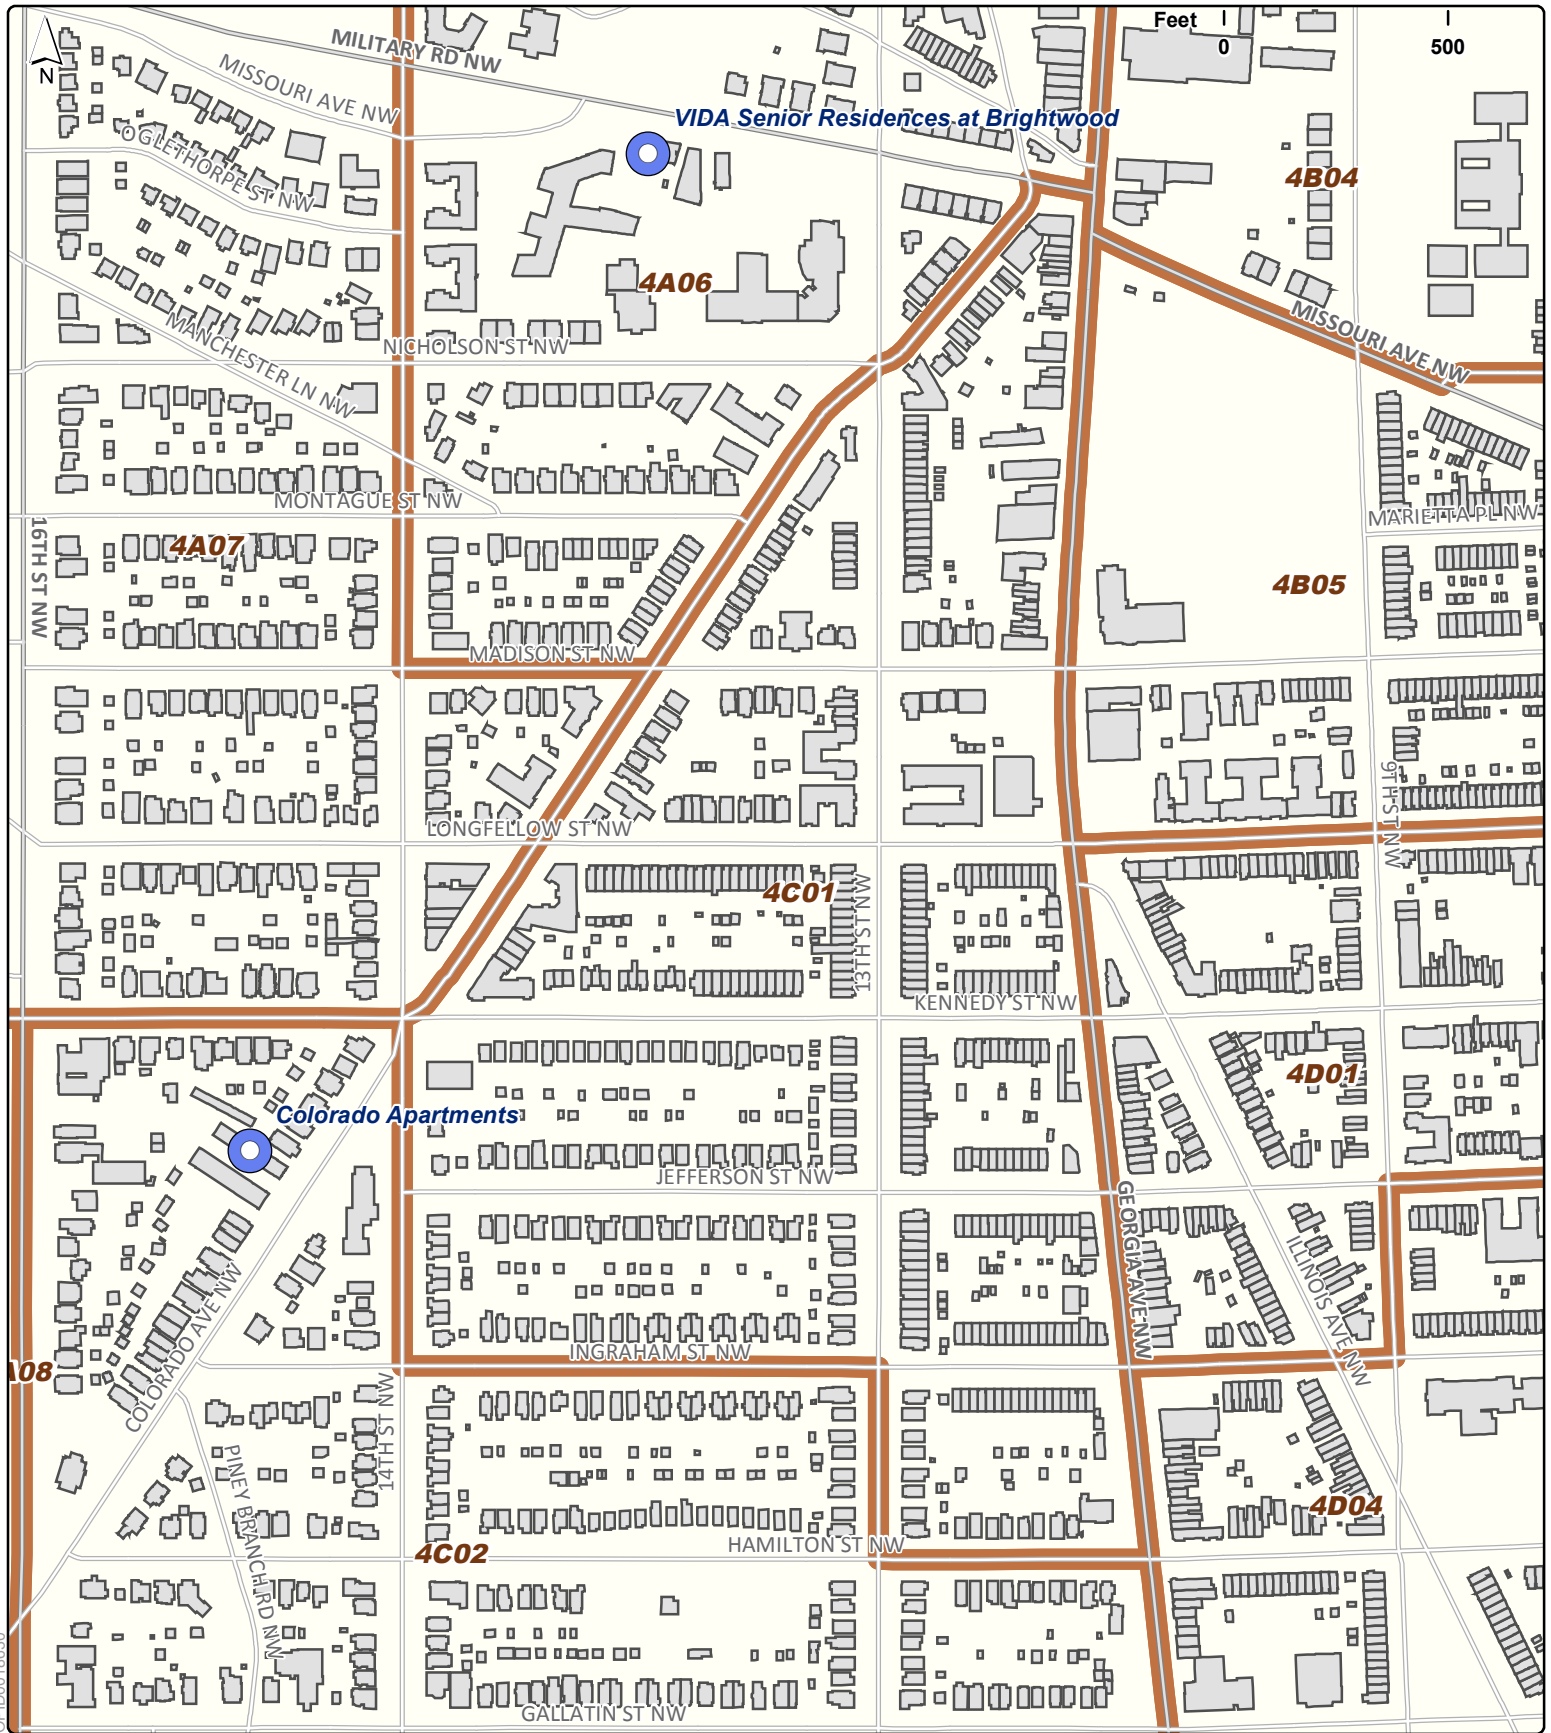 Feet
0
500
N
MILITARY RD NW
MISSOURI AVE NW
VIDA Senior Residences at Brightwood
OGLETHORPE ST NW
4B04
4A06
MISSOURI AVE NW
MANCHESTER LN NW
NICHOLSON ST NW
MONTAGUE ST NW
MARIETTA PL NW
16TH ST NW
4A07
4B05
MADISON ST NW
9TH ST NW
LONGFELLOW ST NW
4C01
13TH ST NW
KENNEDY ST NW
4D01
Colorado Apartments
JEFFERSON ST NW
GEORGIA AVE NW
ILLINOIS AVE NW
COLORADO AVE NW
INGRAHAM ST NW
A08
14TH ST NW
PINEY BRANCH RD NW
4D04
HAMILTON ST NW
4C02
GALLATIN ST NW